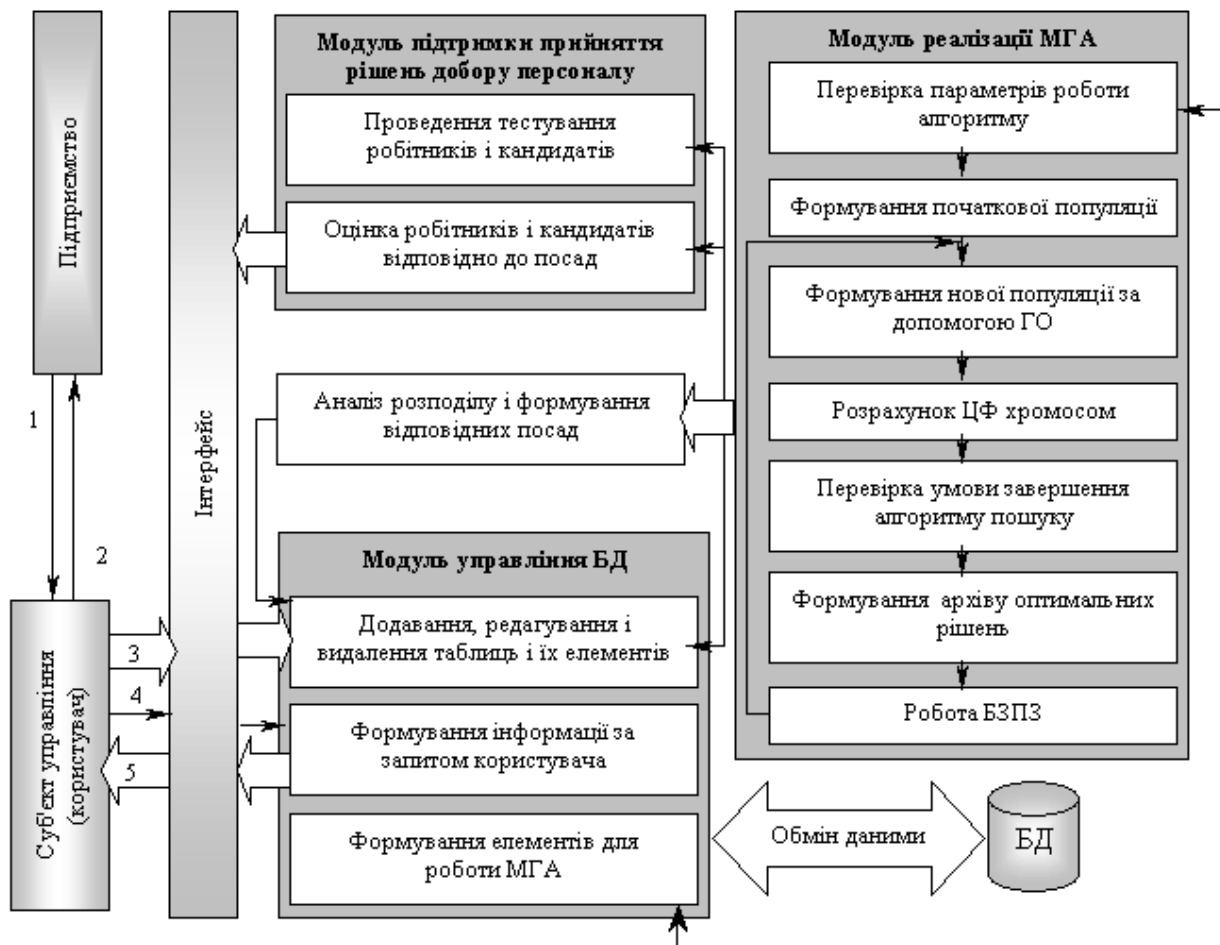 Підприємство
1
2
Суб'єкт управління
(користувач)
3
4
5
Інтерфейс
Модуль підтримки прийняття
рішень добору персоналу
Проведення тестування
робітників і кандидатів
Оцінка робітників і кандидатів
відповідно до посад
Аналіз розподілу і формування
відповідних посад
Модуль управління БД
Додавання, редагування і
видалення таблиць і їх елементів
Формування інформації за
запитом користувача
Формування елементів для
роботи МГА
Модуль реалізації МГА
Перевірка параметрів роботи
алгоритму
Формування початкової популяції
Формування нової популяції за
допомогою ГО
Розрахунок ЦФ хромосом
Перевірка умови завершення
алгоритму пошуку
Формування архіву оптимальних
рішень
Робота БЗПЗ
Обмін даними
БД